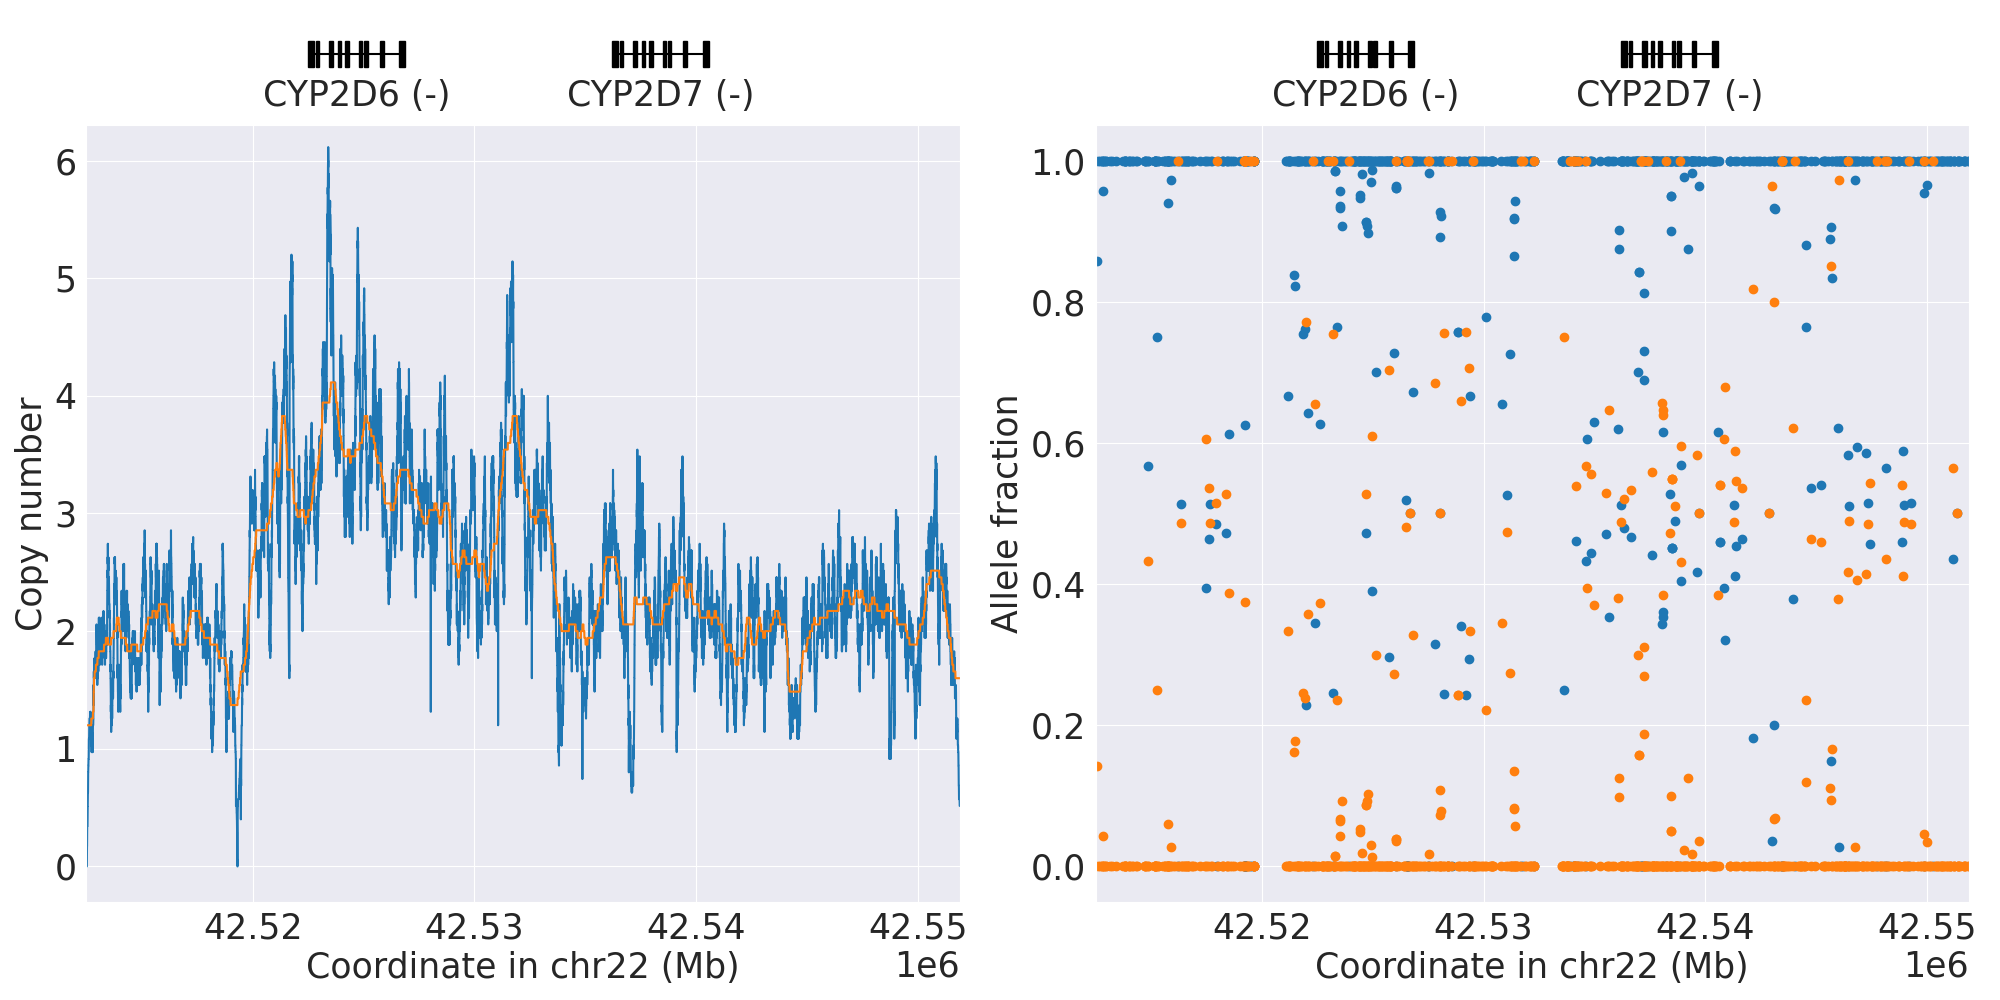 CYP2D6 (-)
CYP2D7 (-)
6
5
4
3
2
1
0
Copy number
42.52
42.53
42.54
42.55
Coordinate in chr22 (Mb)
1e6
CYP2D6 (-)
CYP2D7 (-)
1.0
0.8
0.6
0.4
0.2
0.0
Allele fraction
42.52
42.53
42.54
42.55
Coordinate in chr22 (Mb)
1e6